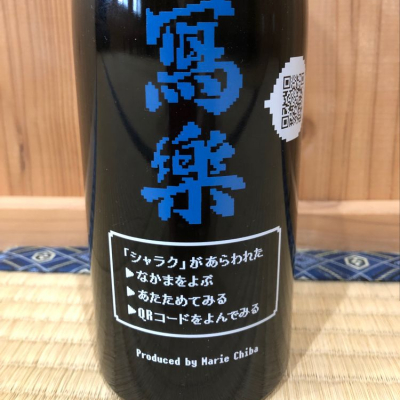 寫樂
「シャラク」があらわれた
▶なかまをよぶ
▶あたためてみる
▶QRコードをよんでみる
Produced by Marie Chiba